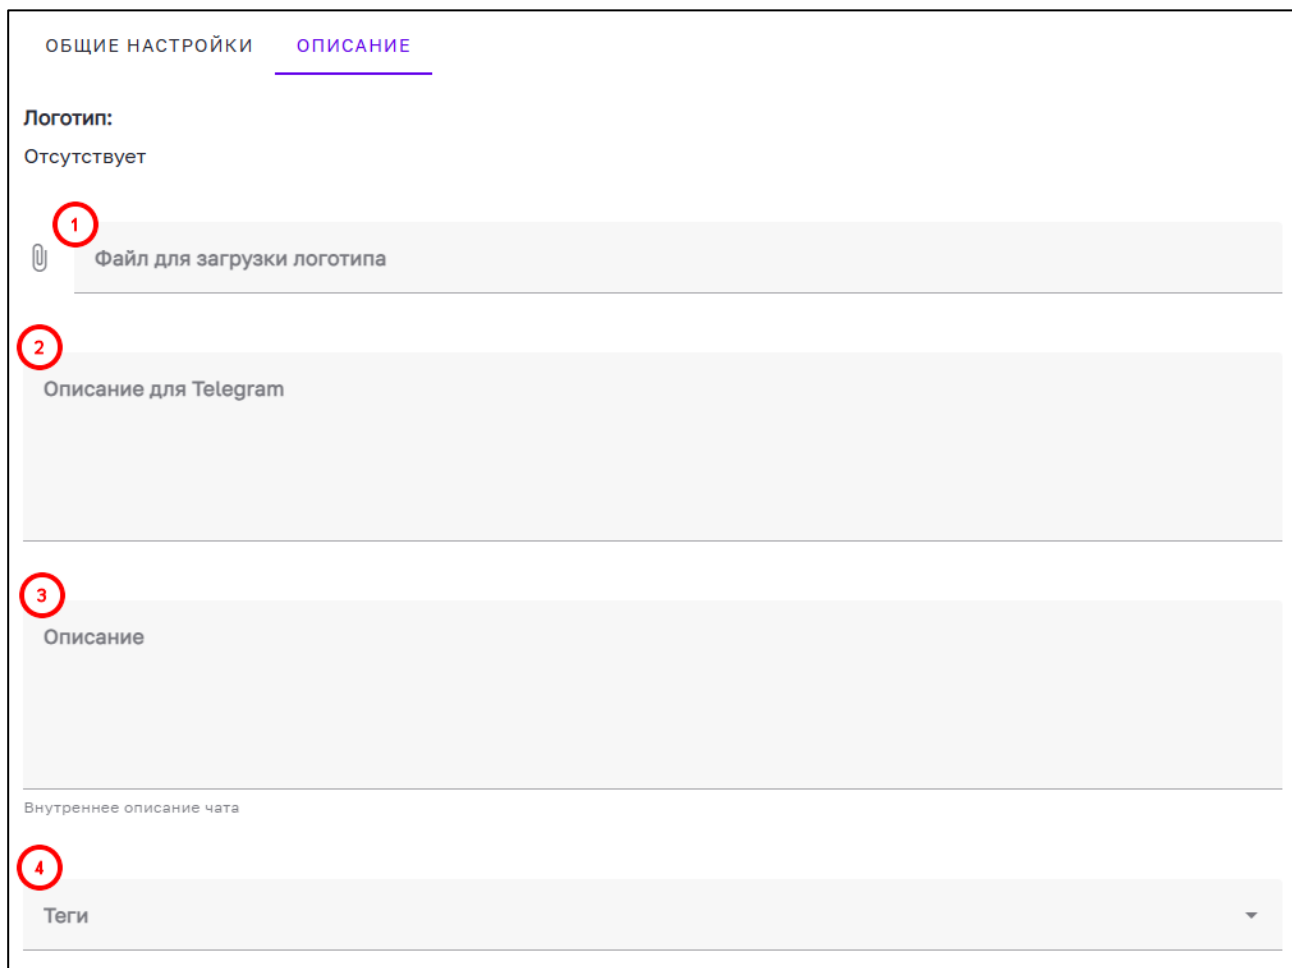 ОБЩИЕ НАСТРОЙКИ ОПИСАНИЕ
Логотип:
Отсутствует
1
Файл для загрузки логотипа
2
Описание для Telegram
3
Описание
Внутреннее описание чата
4
Теги